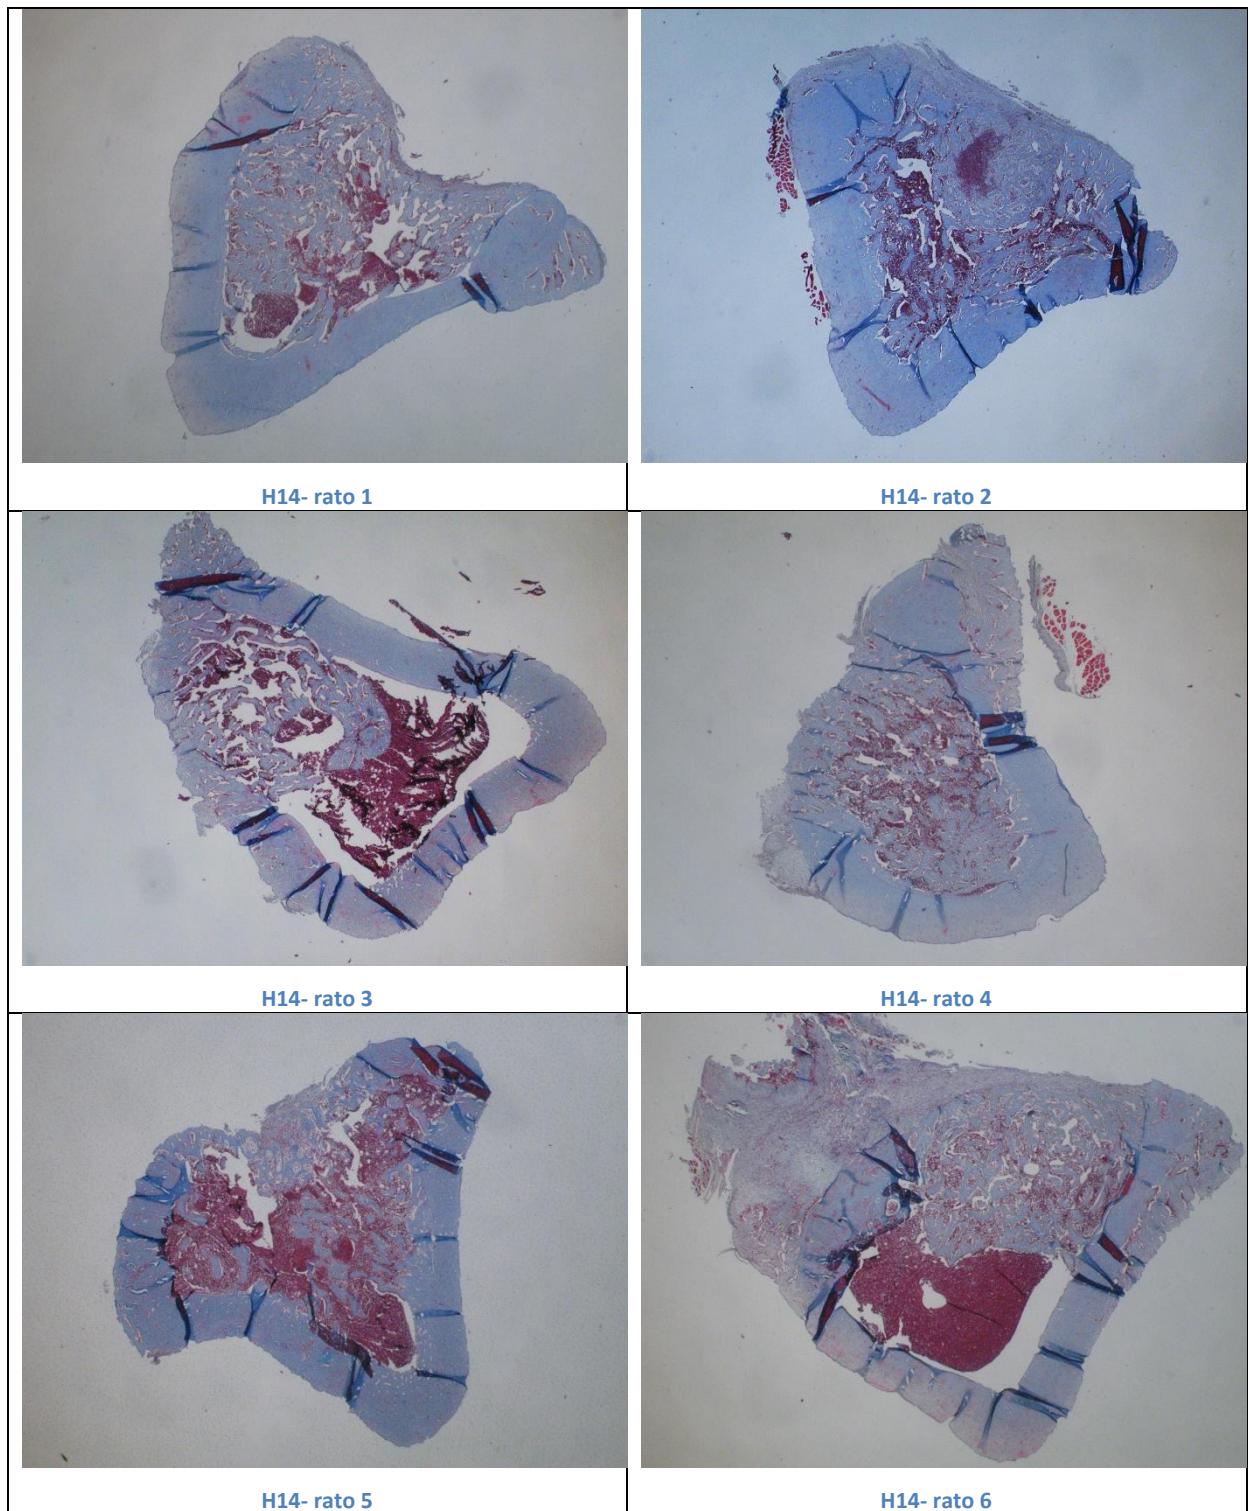 H14- rato 1
H14- rato 2
H14- rato 3
H14- rato 4
H14- rato 5
H14- rato 6